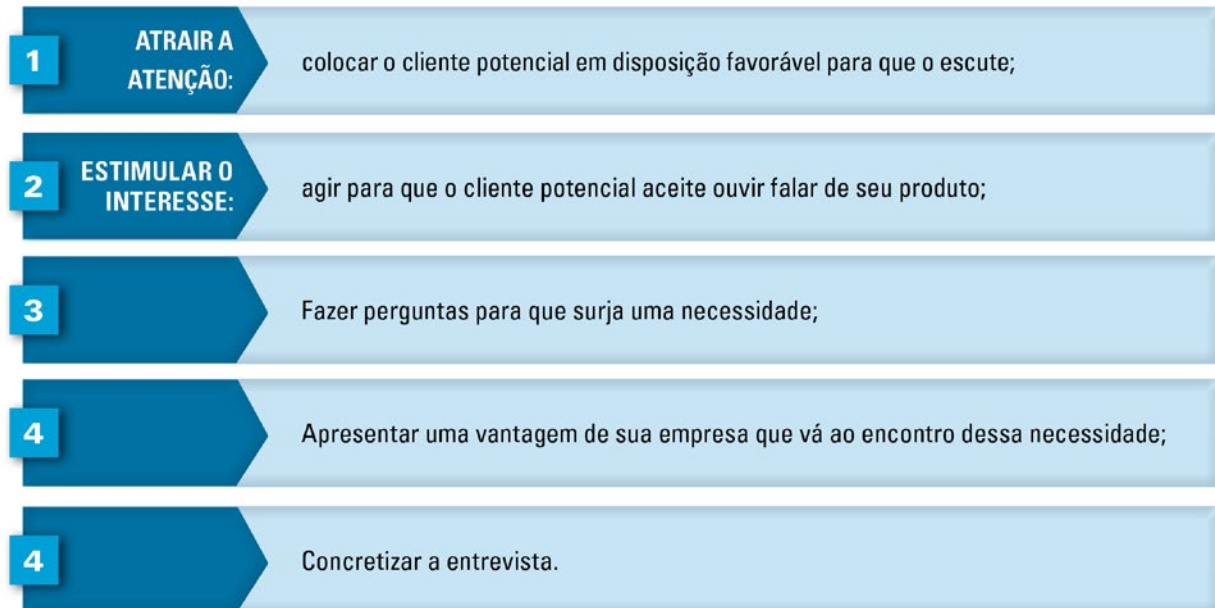 1
ATRAIR A
ATENÇÃO:
colocar o cliente potencial em disposição favorável para que o escute;
2
ESTIMULAR O
INTERESSE:
agir para que o cliente potencial aceite ouvir falar de seu produto;
3
Fazer perguntas para que surja uma necessidade;
4
Apresentar uma vantagem de sua empresa que vá ao encontro dessa necessidade;
4
Concretizar a entrevista.